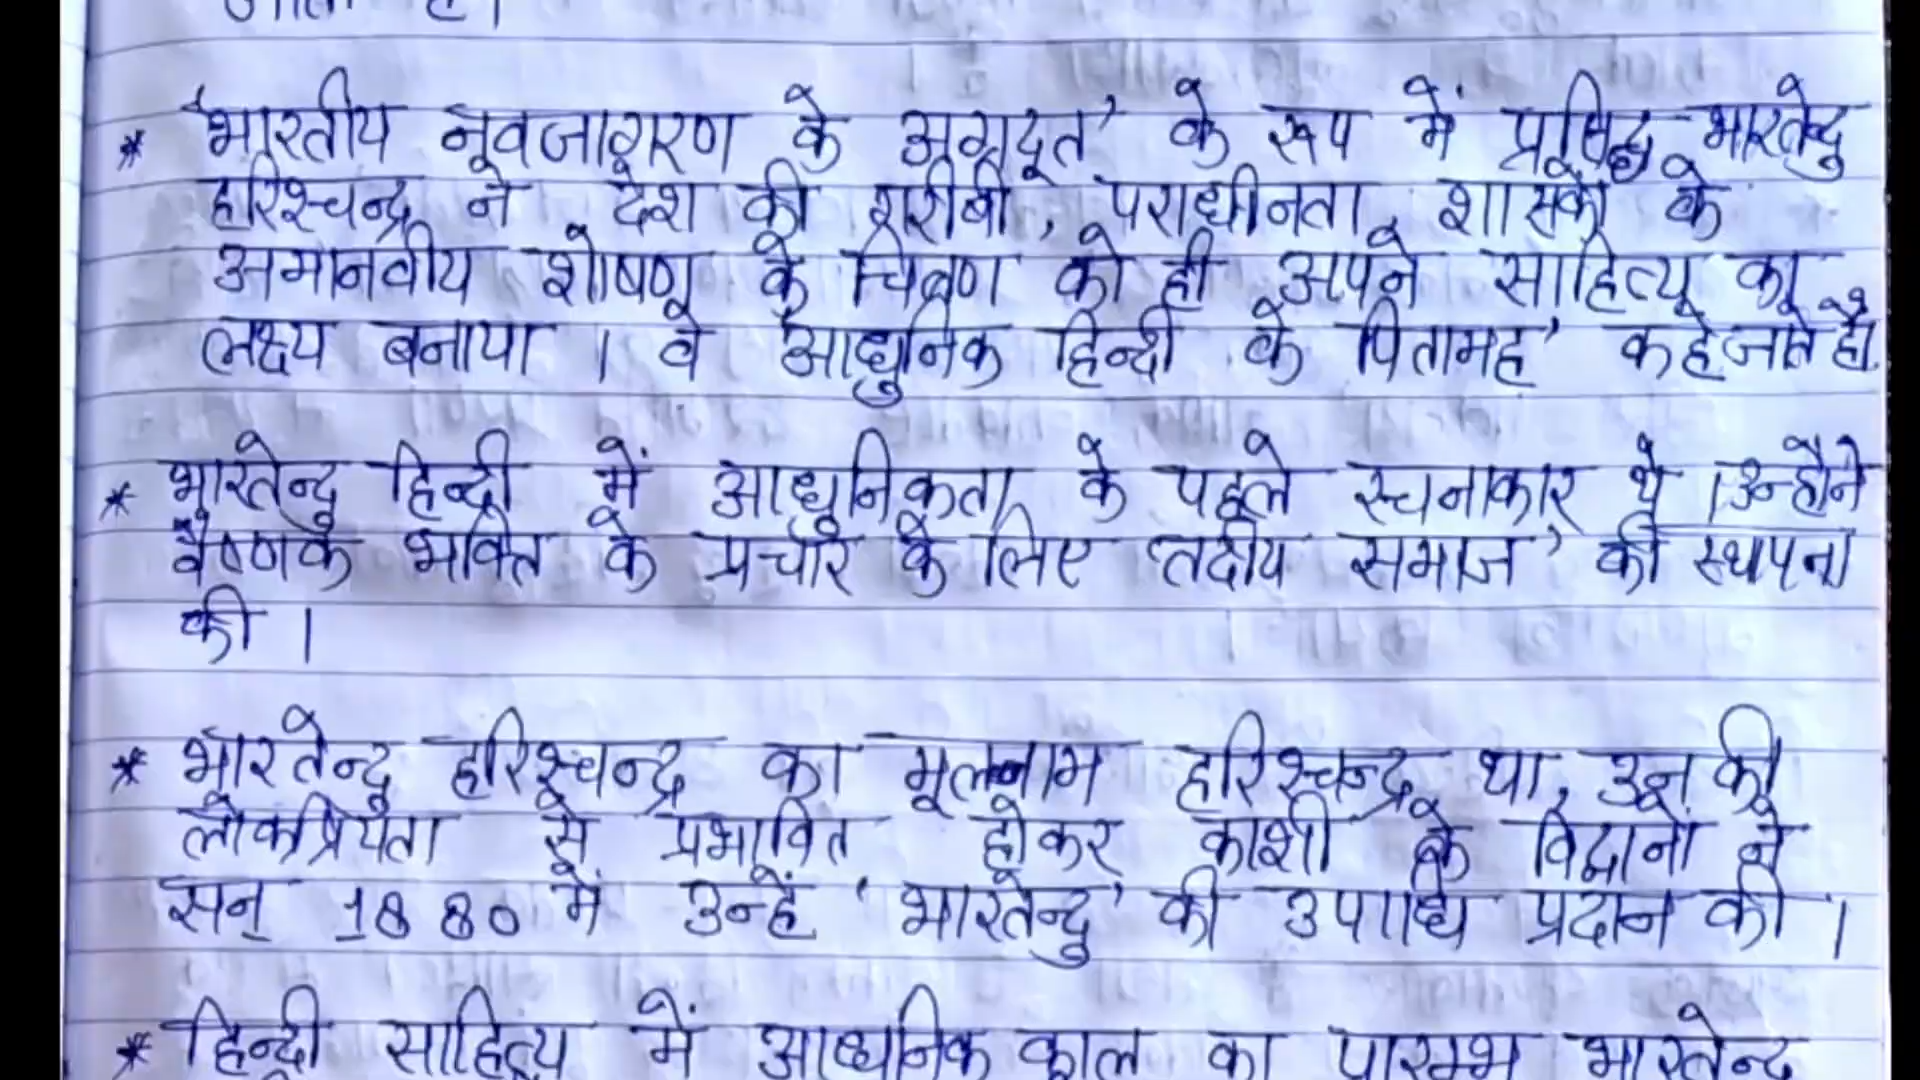 * 'भारतीय नवजागरण के अग्रदूत' के रूप में प्रसिद्ध भारतेन्दु
हरिश्चन्द्र ने देश की गरीबी, पराधीनता, शासकों के
अमानवीय शोषण के चित्रण को ही अपने साहित्य का
लक्ष्य बनाया । वे 'आधुनिक हिन्दी के पितामह' कहे जाते है।
* भारतेन्दु हिन्दी में आधुनिकता के पहले रचनाकार थे । उन्हौने
वैष्णक भक्ति के प्रचार के लिए 'तदीय समाज' की स्थापना
की ।
* भारतेन्दु हरिश्चन्द्र का मूलनाम हरिश्चन्द्र था, उन की
लोकप्रियता से प्रभावित होकर काशी के विद्वानों ने
सन् 1880 में उन्हें 'भारतेन्दु' की उपाधि प्रदान की ।
* हिन्दी साहित्य में आधुनिक काल का प्रारम्भ भारतेन्दु